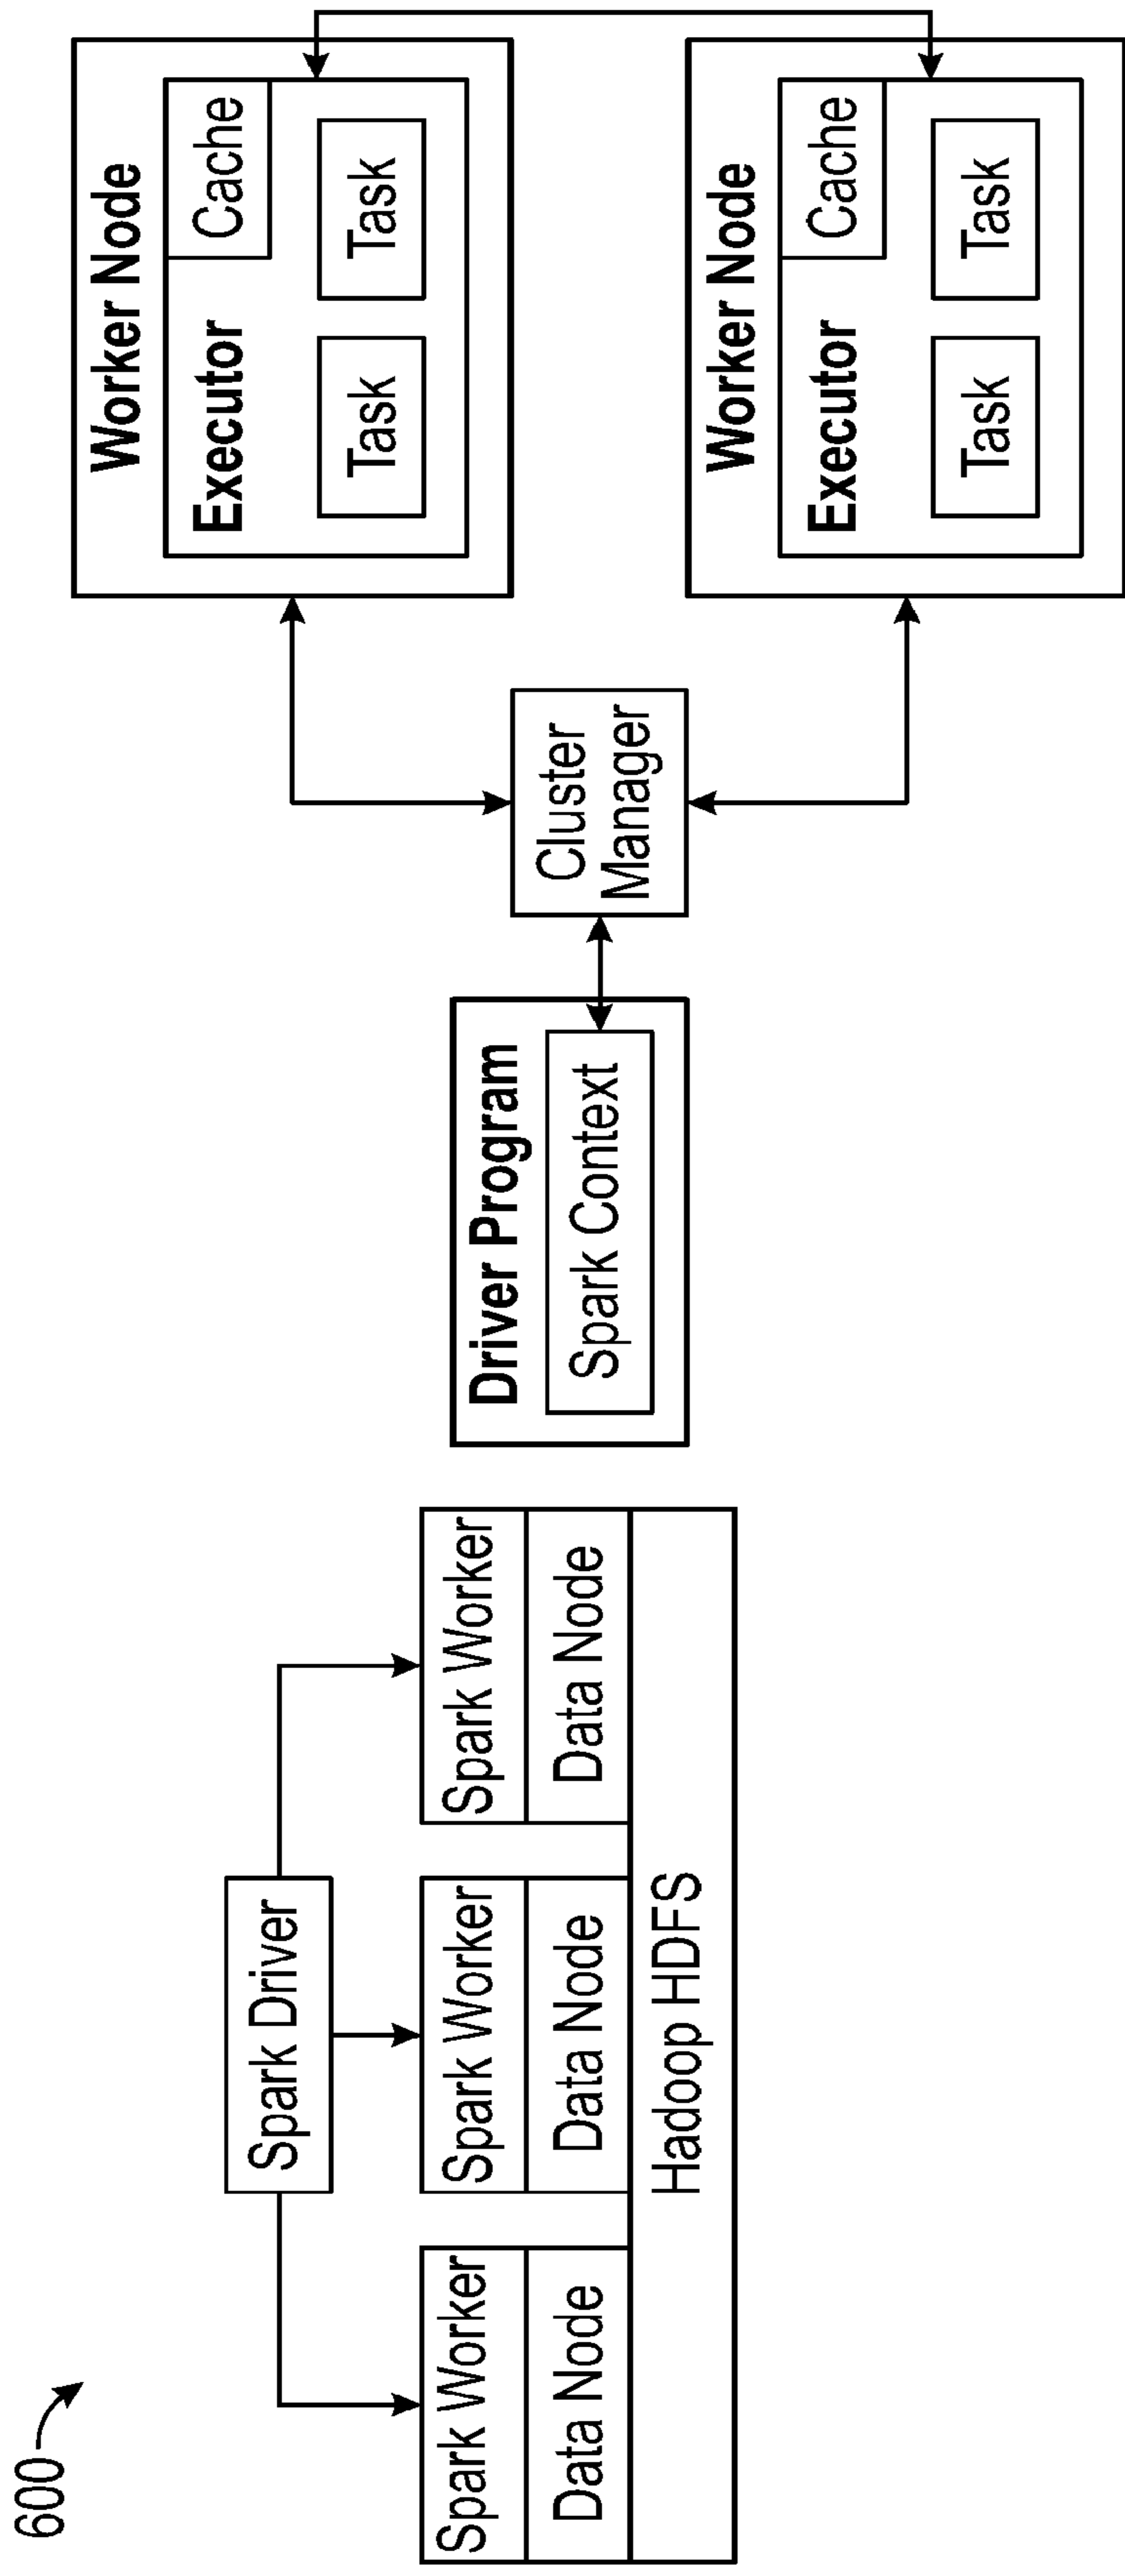 600
Spark Driver
Spark Worker
Spark Worker
Spark Worker
Data Node
Data Node
Data Node
Hadoop HDFS
Driver Program
Spark Context
Cluster
Manager
Worker Node
Executor
Cache
Task
Task
Worker Node
Executor
Cache
Task
Task